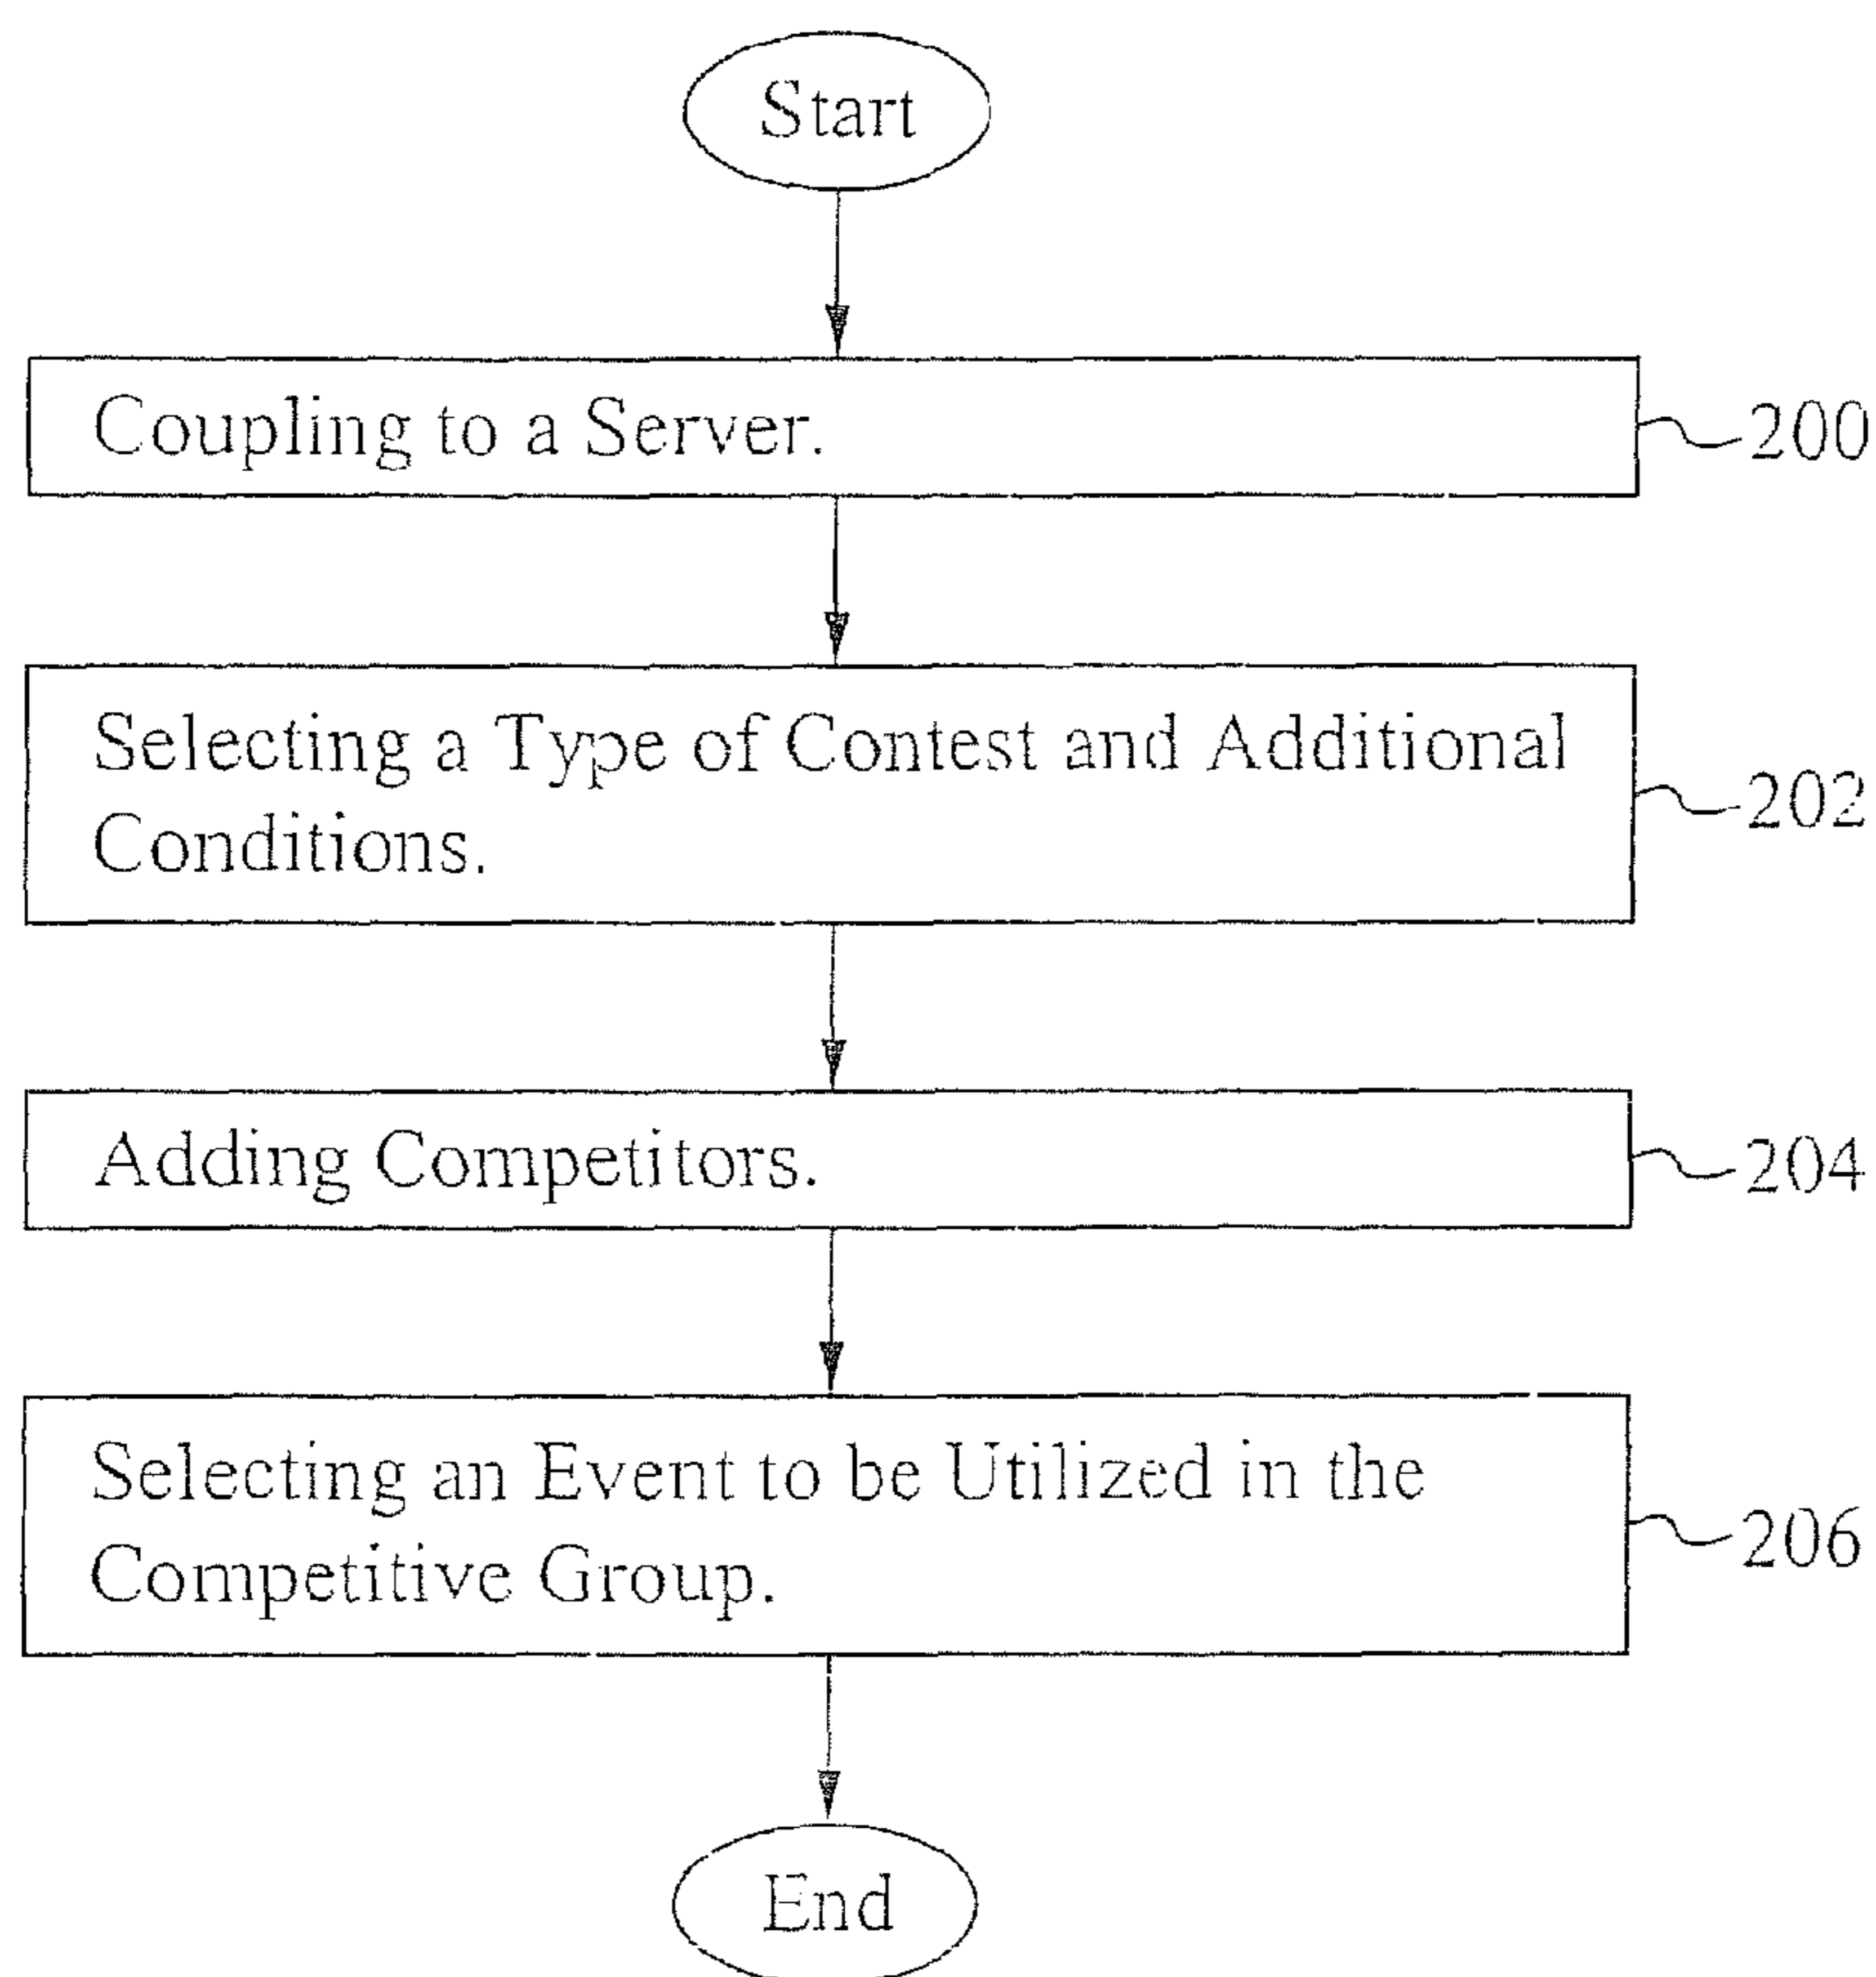 Start
Coupling to a Server.
200
Selecting a Type of Contest and Additional
Conditions.
202
Adding Competitors.
204
Selecting an Event to be Utilized in the
Competitive Group.
206
End